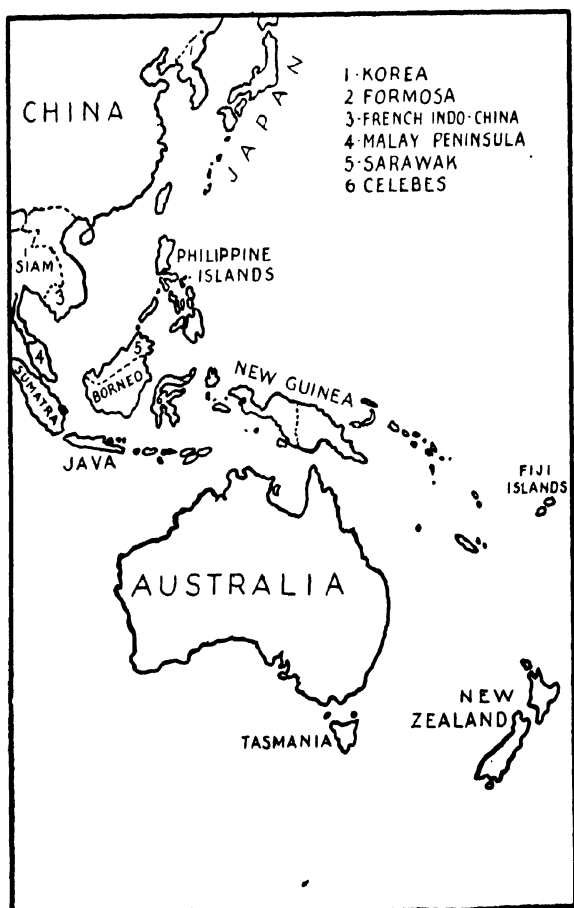 CHINA
JAPAN
1·KOREA
2 FORMOSA
3·FRENCH INDO-CHINA
4·MALAY PENINSULA
5·SARAWAK
6 CELEBES
1
SIAM
3
PHILIPPINE
ISLANDS
4
SUMATRA
5
BORNEO
NEW GUINEA
JAVA
FIJI
ISLANDS
AUSTRALIA
NEW
ZEALAND
TASMANIA